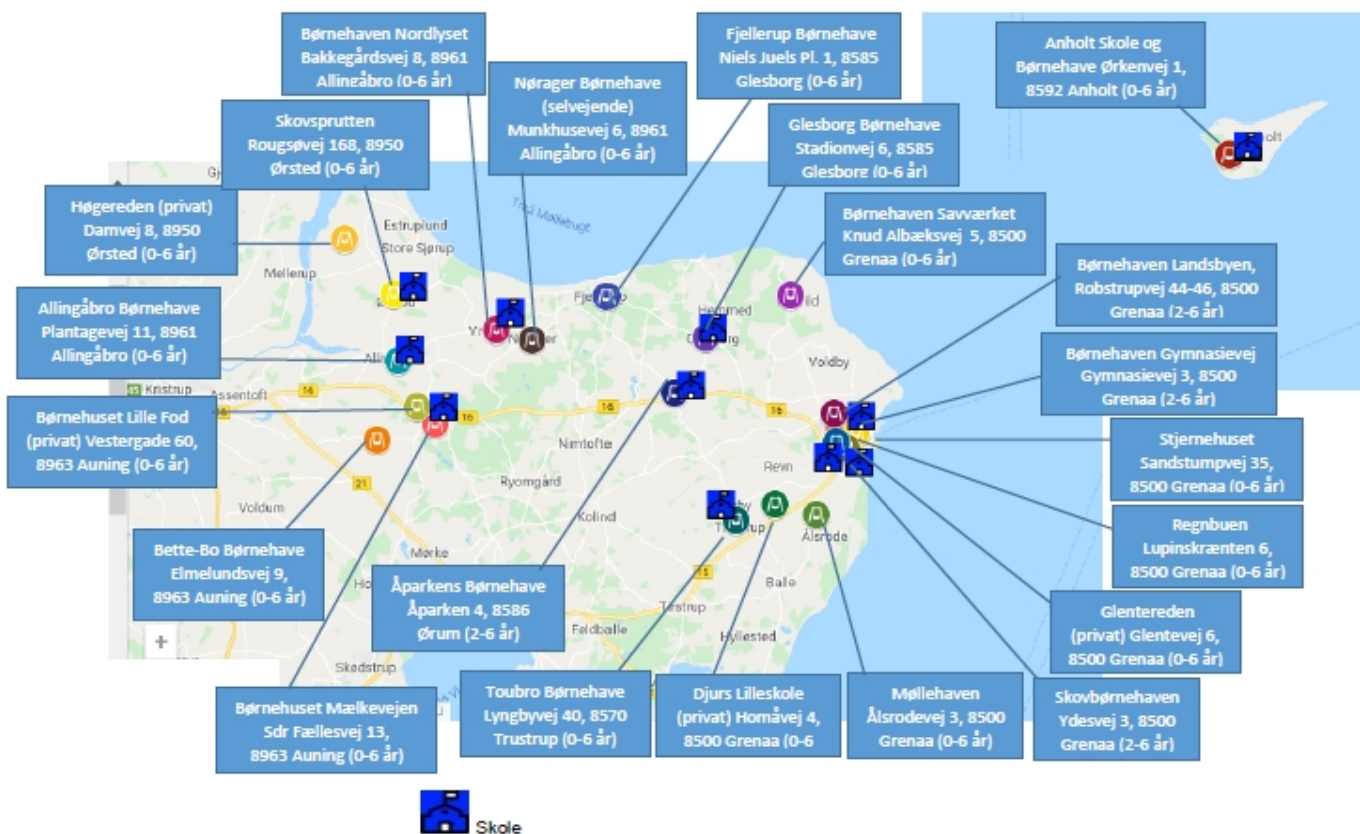 Børnehaven Nordlyset
Bakkegårdsvej 8, 8961
Allingåbro (0-6 år)
Fjellerup Børnehave
Niels Juels Pl. 1, 8585
Glesborg (0-6 år)
Anholt Skole og
Børnehave Ørkenvej 1,
8592 Anholt (0-6 år)
Nørager Børnehave
(selvejende)
Munkhusevej 6, 8961
Allingåbro (0-6 år)
Skovsprutten
Rougsøvej 168, 8950
Ørsted (0-6 år)
Glesborg Børnehave
Stadionvej 6, 8585
Glesborg (0-6 år)
Høgereden (privat)
Damvej 8, 8950
Ørsted (0-6 år)
Børnehaven Savværket
Knud Albæksvej 5, 8500
Grenaa (0-6 år)
Børnehaven Landsbyen,
Robstrupvej 44-46, 8500
Grenaa (2-6 år)
Allingåbro Børnehave
Plantagevej 11, 8961
Allingåbro (0-6 år)
Børnehaven Gymnasievej
Gymnasievej 3, 8500
Grenaa (2-6 år)
Børnehuset Lille Fod
(privat) Vestergade 60,
8963 Auning (0-6 år)
Stjernehuset
Sandstumpvej 35,
8500 Grenaa (0-6 år)
Regnbuen
Lupinskrænten 6,
8500 Grenaa (0-6 år)
Bette-Bo Børnehave
Elmelundsvej 9,
8963 Auning (0-6 år)
Åparkens Børnehave
Åparken 4, 8586
Ørum (2-6 år)
Glentereden
(privat) Glentevej 6,
8500 Grenaa (0-6 år)
Børnehuset Mælkevejen
Sdr Fællesvej 13,
8963 Auning (0-6 år)
Toubro Børnehave
Lyngbyvej 40, 8570
Trustrup (0-6 år)
Djurs Lilleskole
(privat) Homåvej 4,
8500 Grenaa (0-6
Møllehaven
Ålsrodevej 3, 8500
Grenaa (0-6 år)
Skovbørnehaven
Ydesvej 3, 8500
Grenaa (2-6 år)
Estruplund
Store Sjørup
Mellerup
Hemmed
Voldby
Kristrup
Assentoft
16
16
16
16
Nimtofte
Revn
21
Ryomgård
Voldum
Kolind
Ålsrode
Mørke
15
Balle
Tirstrup
Feldballe
Hyllested
Skødstrup
+
Skole